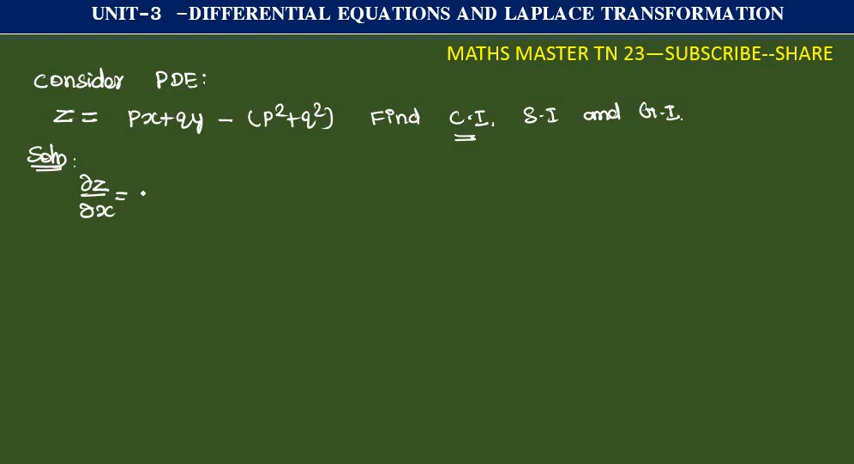 UNIT-3 –DIFFERENTIAL EQUATIONS AND LAPLACE TRANSFORMATION
MATHS MASTER TN 23—SUBSCRIBE--SHARE
Consider PDE:
Z = Px+qy - (P²+q²) Find C.I, S.I and G.I.
Soln:
∂z/∂x = .